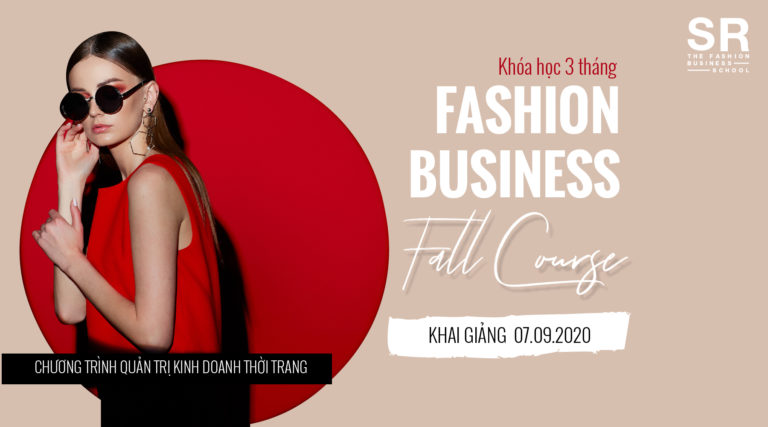 SR
THE FASHION
BUSINESS
SCHOOL
Khóa học 3 tháng
FASHION
BUSINESS
Fall Course
KHAI GIẢNG 07.09.2020
CHƯƠNG TRÌNH QUẢN TRỊ KINH DOANH THỜI TRANG